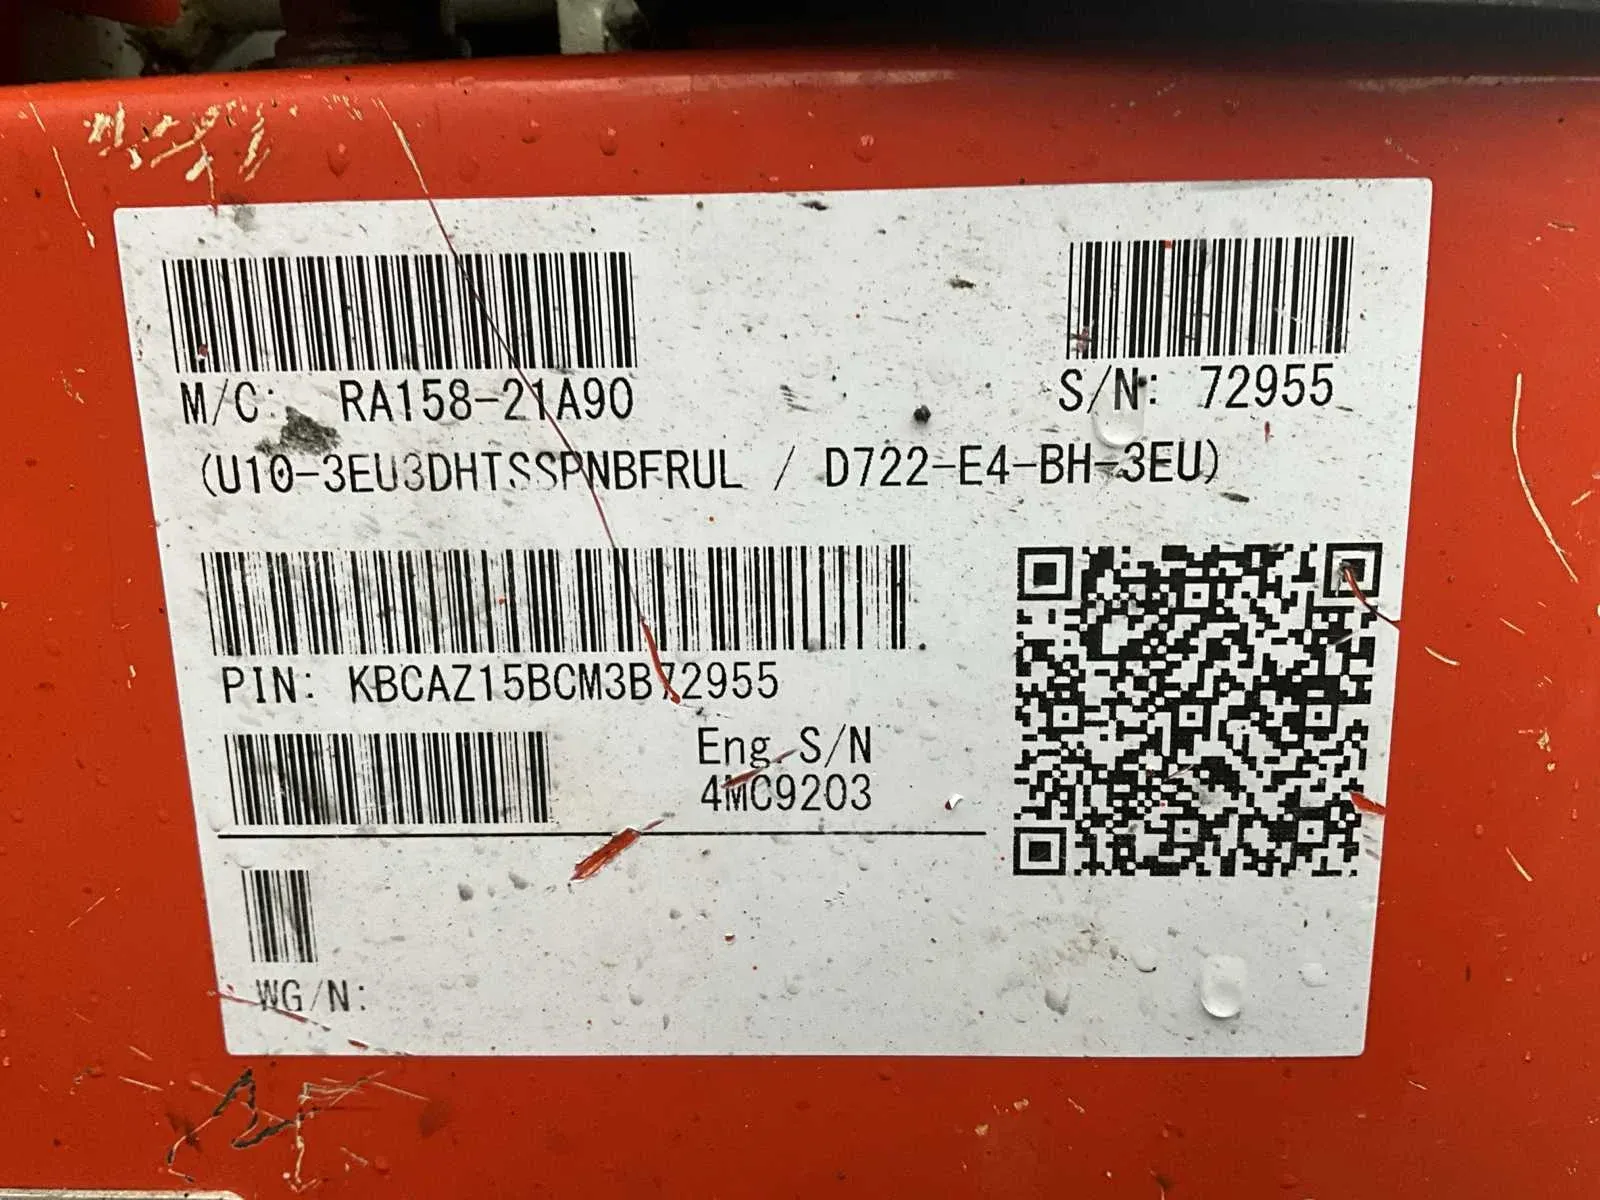 M/C: RA158-21A90
S/N: 72955
(U10-3EU3DHTSSPNBFRUL / D722-E4-BH-3EU)
PIN: KBCAZ15BCM3B72955
Eng. S/N
4MC9203
WG/N: